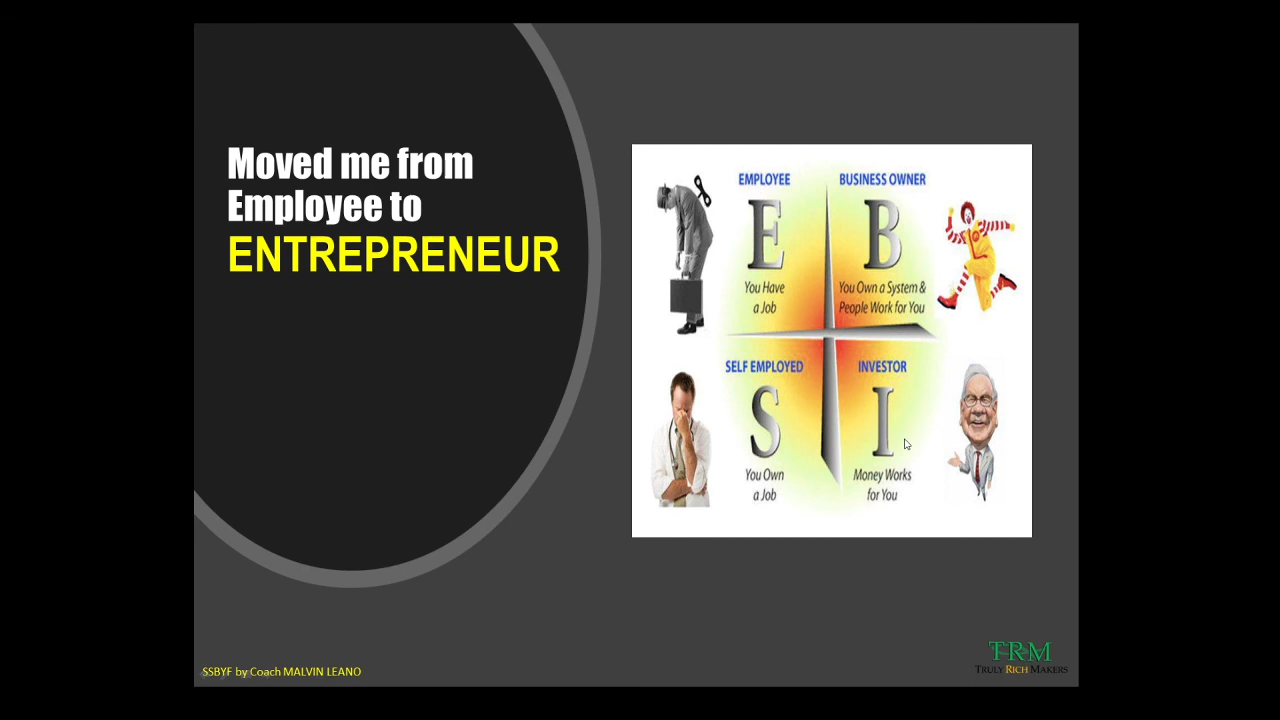 Moved me from
Employee to
ENTREPRENEUR
EMPLOYEE
E
You Have
a Job
BUSINESS OWNER
B
You Own a System &
People Work for You
SELF EMPLOYED
S
You Own
a Job
INVESTOR
I
Money Works
for You
SSBYF by Coach MALVIN LEANO
TRM
TRULY RICH MAKERS